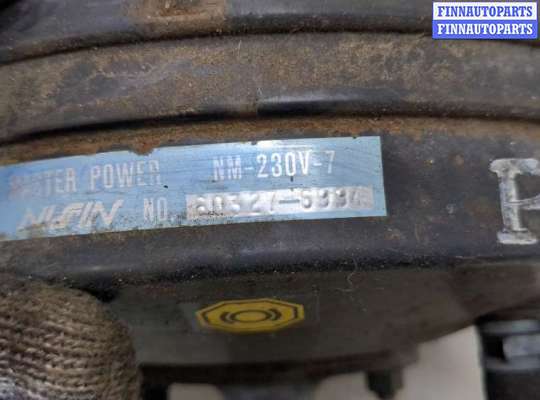 FINNAUTOPARTS
FINNAUTOPARTS
MASTER POWER NM-230V-7
NISSIN NO.